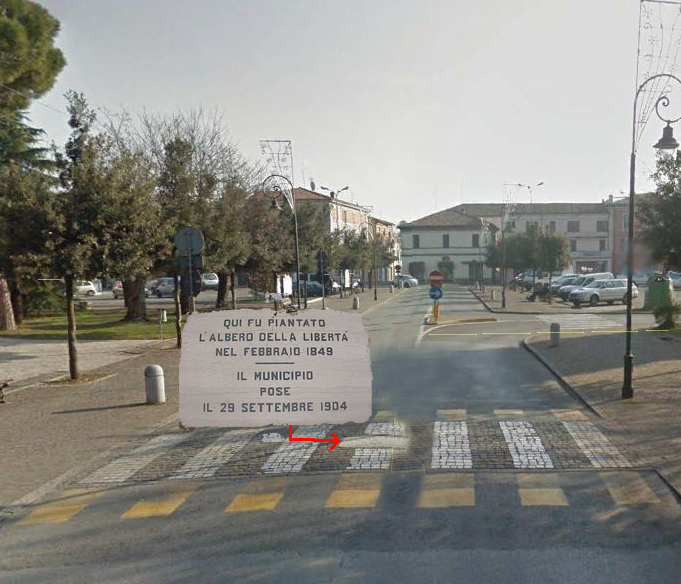 QUI FU PIANTATO
L'ALBERO DELLA LIBERTÀ
NEL FEBBRAIO 1849
IL MUNICIPIO
POSE
IL 29 SETTEMBRE 1904